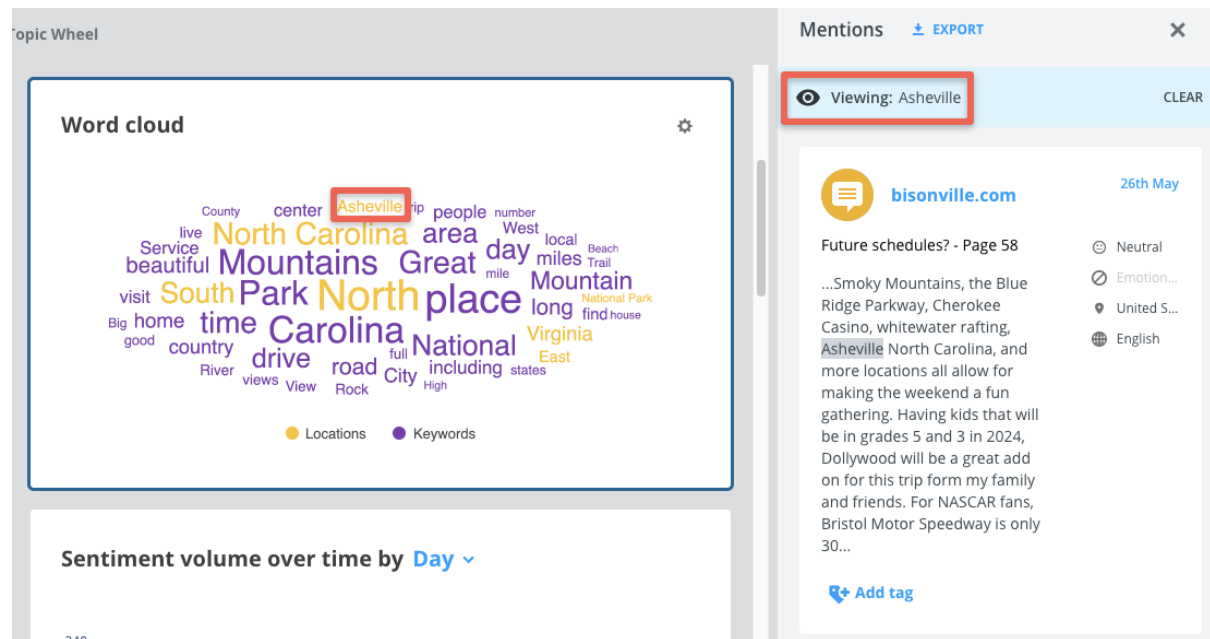 Topic Wheel
Word cloud
County center Asheville trip people number
live North Carolina area West local
Service day miles Beach
beautiful Mountains Great mile Trail
Mountain
visit South Park North place long National Park
Big home time Carolina find house
good country Virginia
drive full National East
River road City including states
views View Rock High
Locations Keywords
Sentiment volume over time by Day
Mentions EXPORT
Viewing: Asheville CLEAR
bisonville.com 26th May
Future schedules? - Page 58
...Smoky Mountains, the Blue
Ridge Parkway, Cherokee
Casino, whitewater rafting,
Asheville North Carolina, and
more locations all allow for
making the weekend a fun
gathering. Having kids that will
be in grades 5 and 3 in 2024,
Dollywood will be a great add
on for this trip form my family
and friends. For NASCAR fans,
Bristol Motor Speedway is only
30...
Neutral
Emotion...
United S...
English
Add tag